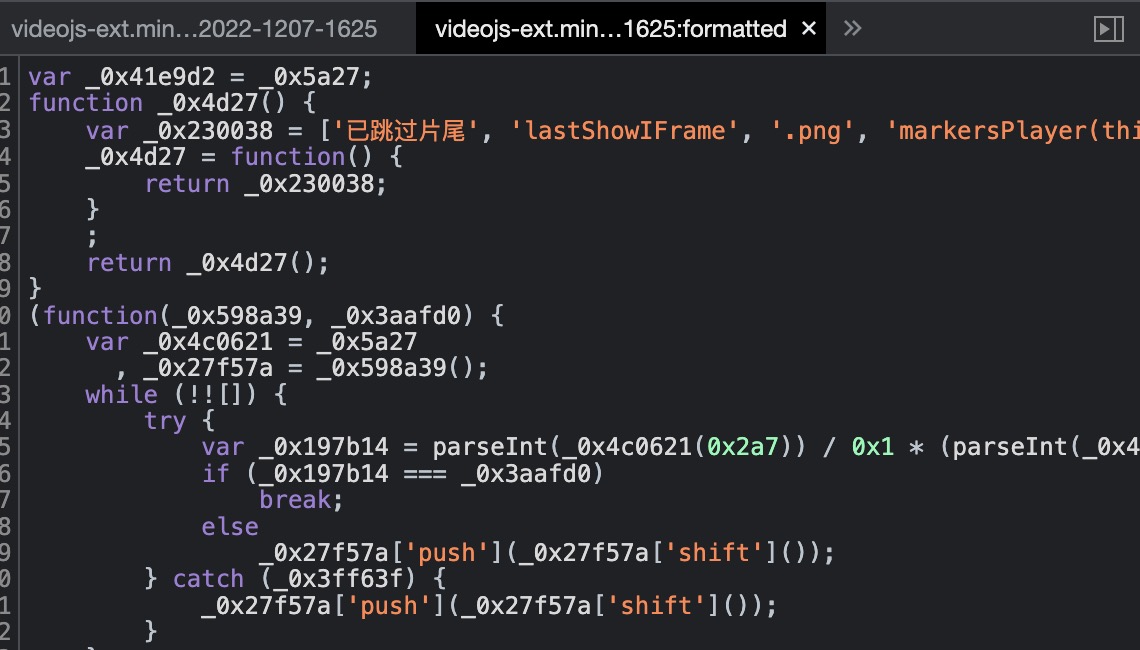 videojs-ext.min...2022-1207-1625 videojs-ext.min...1625:formatted × »
1 var _0x41e9d2 = _0x5a27;
2 function _0x4d27() {
3 var _0x230038 = ['已跳过片尾', 'lastShowIFrame', '.png', 'markersPlayer(thi
4 _0x4d27 = function() {
5 return _0x230038;
6 }
7 ;
8 return _0x4d27();
9 }
0 (function(_0x598a39, _0x3aafd0) {
1 var _0x4c0621 = _0x5a27
2 , _0x27f57a = _0x598a39();
3 while (!![]) {
4 try {
5 var _0x197b14 = parseInt(_0x4c0621(0x2a7)) / 0x1 * (parseInt(_0x4
6 if (_0x197b14 === _0x3aafd0)
7 break;
8 else
9 _0x27f57a['push'](_0x27f57a['shift']());
0 } catch (_0x3ff63f) {
1 _0x27f57a['push'](_0x27f57a['shift']());
2 }